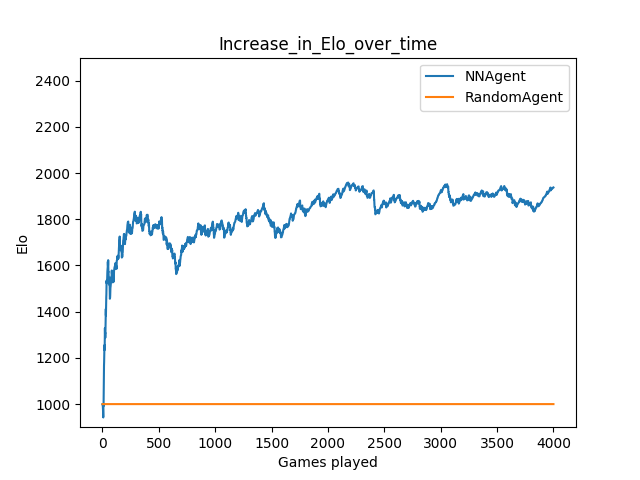 Increase_in_Elo_over_time
NNAgent
RandomAgent
2400
2200
2000
1800
1600
1400
1200
1000
Elo
0 500 1000 1500 2000 2500 3000 3500 4000
Games played